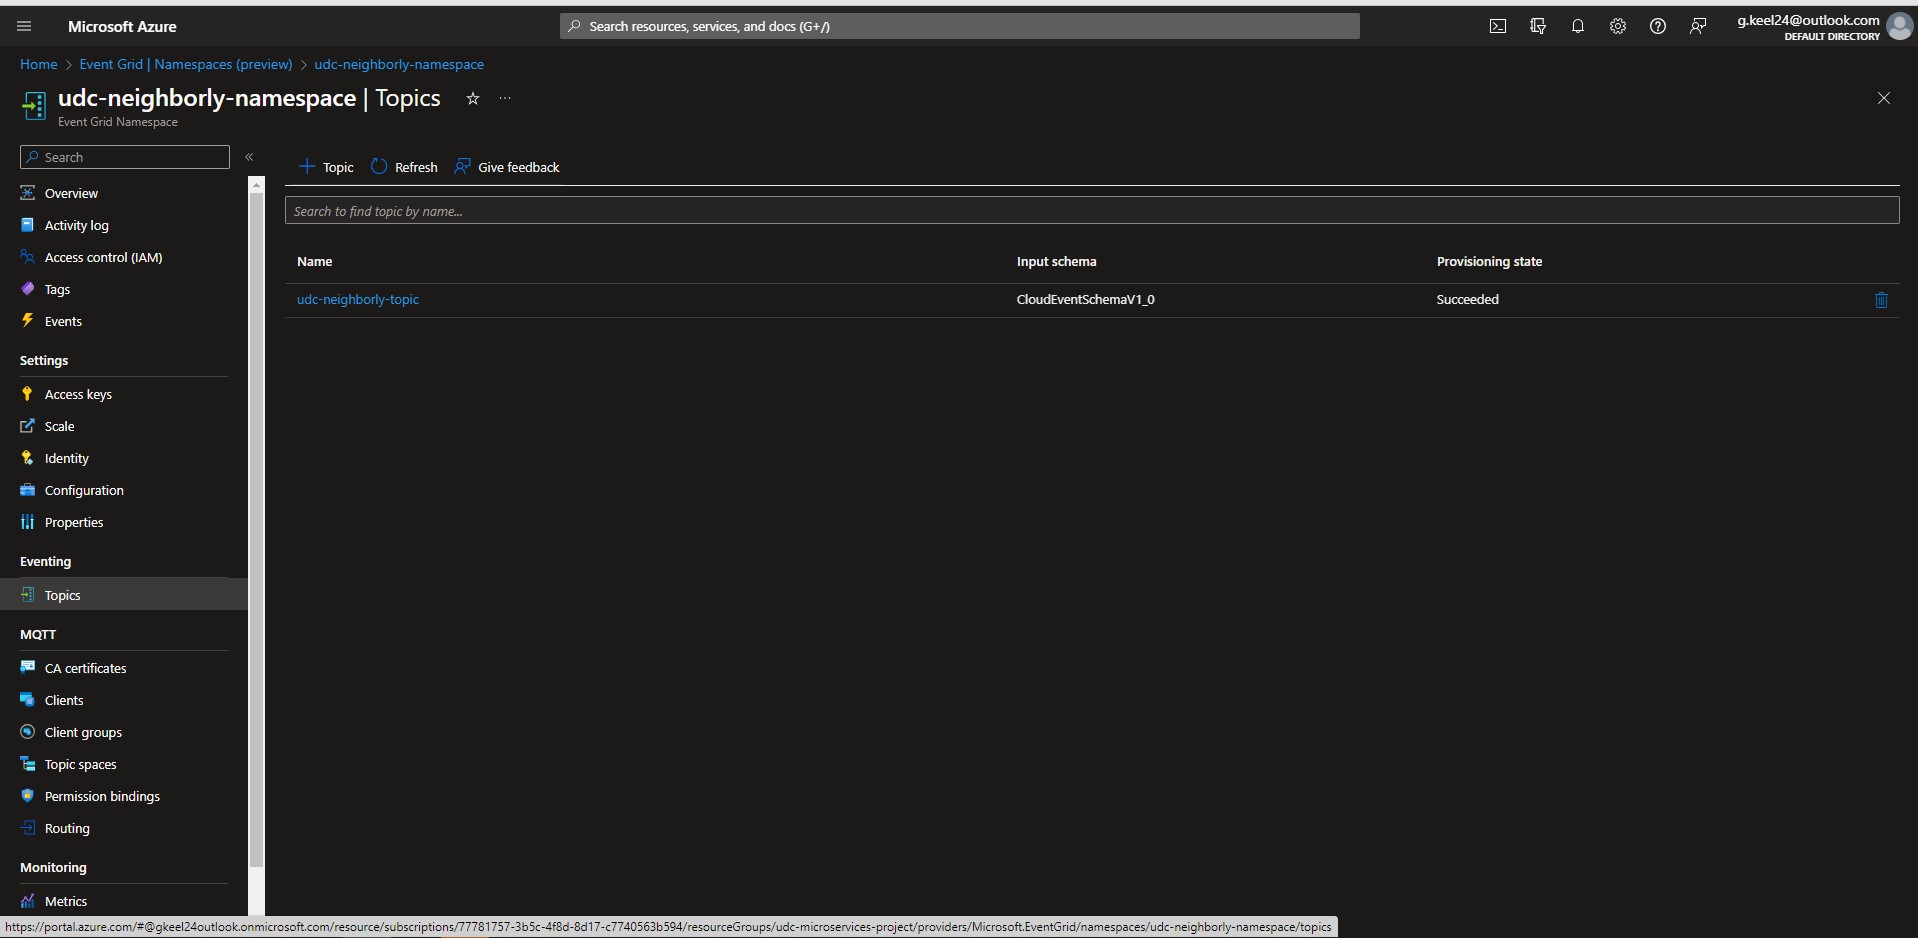 Microsoft Azure
Search resources, services, and docs (G+/)
g.keel24@outlook.com
DEFAULT DIRECTORY
Home > Event Grid | Namespaces (preview) > udc-neighborly-namespace
udc-neighborly-namespace | Topics
Event Grid Namespace
Search
Overview
Activity log
Access control (IAM)
Tags
Events
Settings
Access keys
Scale
Identity
Configuration
Properties
Eventing
Topics
MQTT
CA certificates
Clients
Client groups
Topic spaces
Permission bindings
Routing
Monitoring
Metrics
Topic Refresh Give feedback
Search to find topic by name...
Name Input schema Provisioning state
udc-neighborly-topic CloudEventSchemaV1_0 Succeeded
https://portal.azure.com/#@gkeel24outlook.onmicrosoft.com/resource/subscriptions/77781757-3b5c-4f8d-8d17-c7740563b594/resourceGroups/udc-microservices-project/providers/Microsoft.EventGrid/namespaces/udc-neighborly-namespace/topics